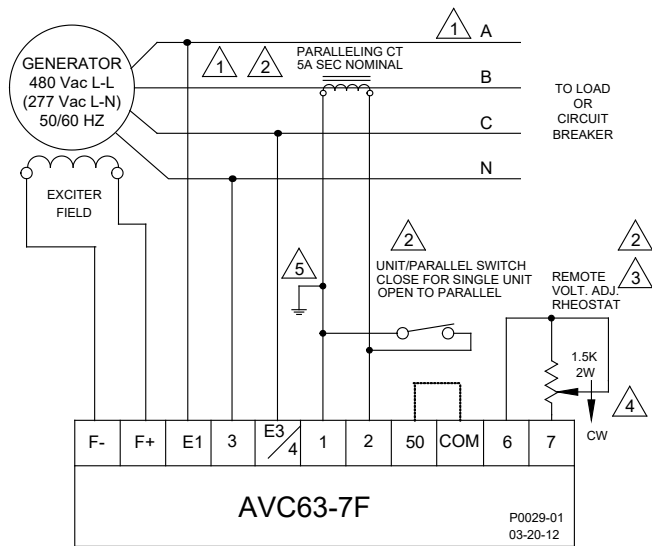 GENERATOR
480 Vac L-L
(277 Vac L-N)
50/60 HZ
1
2
PARALLELING CT
5A SEC NOMINAL
1
A
B
C
N
TO LOAD
OR
CIRCUIT
BREAKER
EXCITER
FIELD
5
2
UNIT/PARALLEL SWITCH
CLOSE FOR SINGLE UNIT
OPEN TO PARALLEL
2
3
REMOTE
VOLT. ADJ.
RHEOSTAT
1.5K
2W
4
CW
F-
F+
E1
3
E3/4
1
2
50
COM
6
7
AVC63-7F
P0029-01
03-20-12